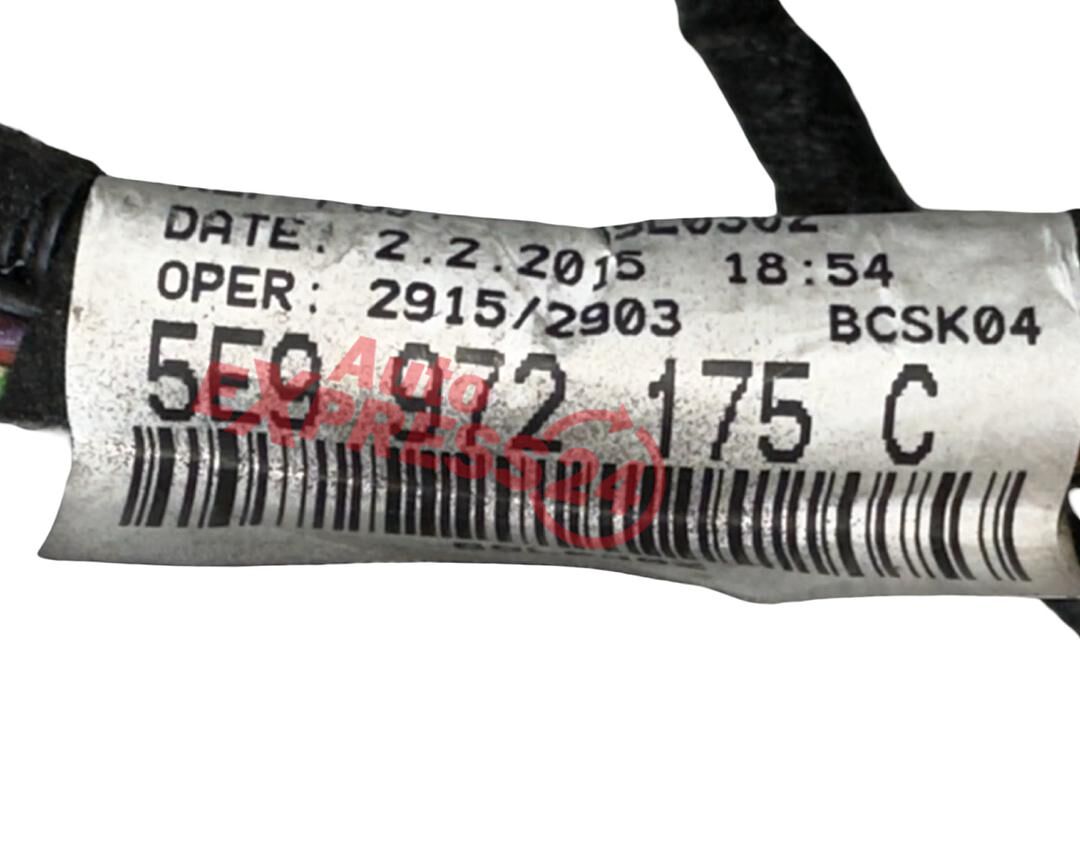 DATE: 2.2.2015 18:54
OPER: 2915/2903 BCSK04
5E9 972 175 C
Auto
EXPRESS24